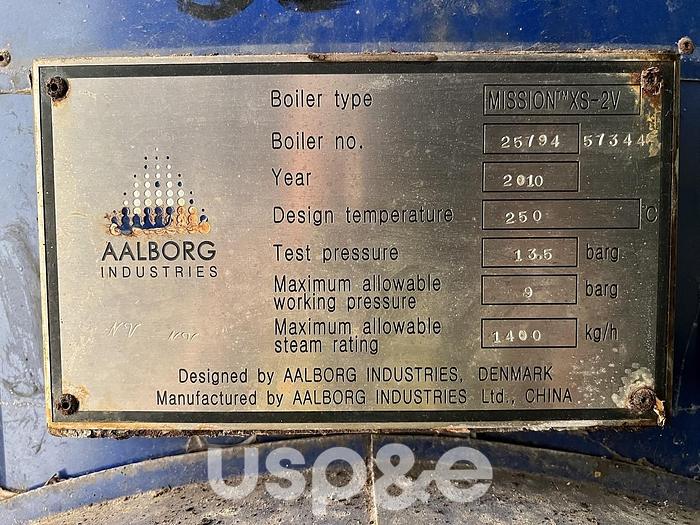 Boiler type MISSION™XS-2V
Boiler no. 25794 57344
Year 2010
Design temperature 250 °C
Test pressure 13.5 barg
Maximum allowable
working pressure 9 barg
Maximum allowable
steam rating 1400 kg/h
AALBORG
INDUSTRIES
Designed by AALBORG INDUSTRIES, DENMARK
Manufactured by AALBORG INDUSTRIES Ltd., CHINA
usp&e